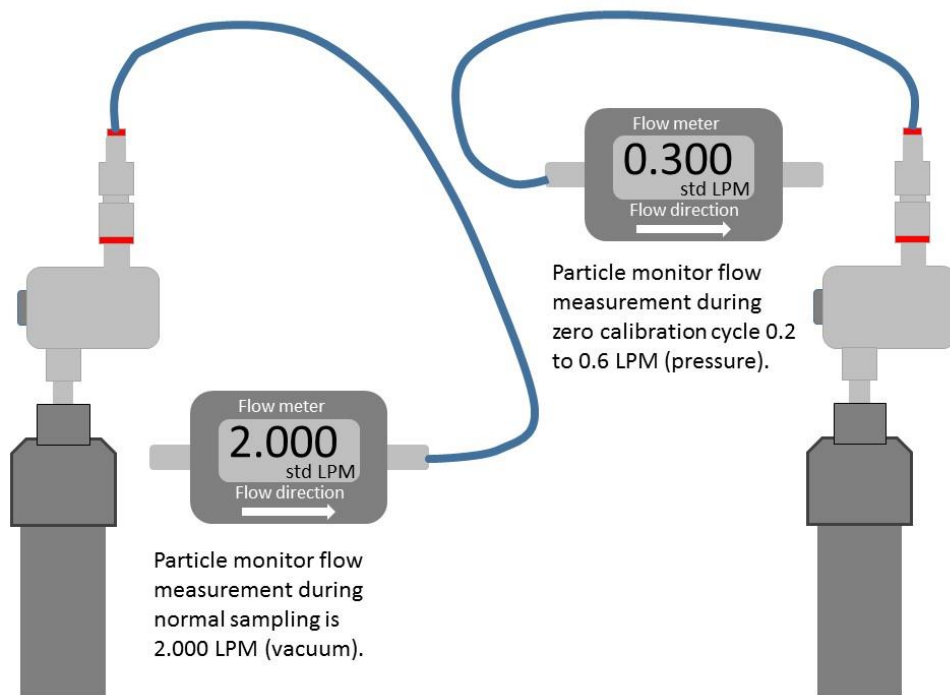 Flow meter
0.300
std LPM
Flow direction
Particle monitor flow
measurement during
zero calibration cycle 0.2
to 0.6 LPM (pressure).
Flow meter
2.000
std LPM
Flow direction
Particle monitor flow
measurement during
normal sampling is
2.000 LPM (vacuum).